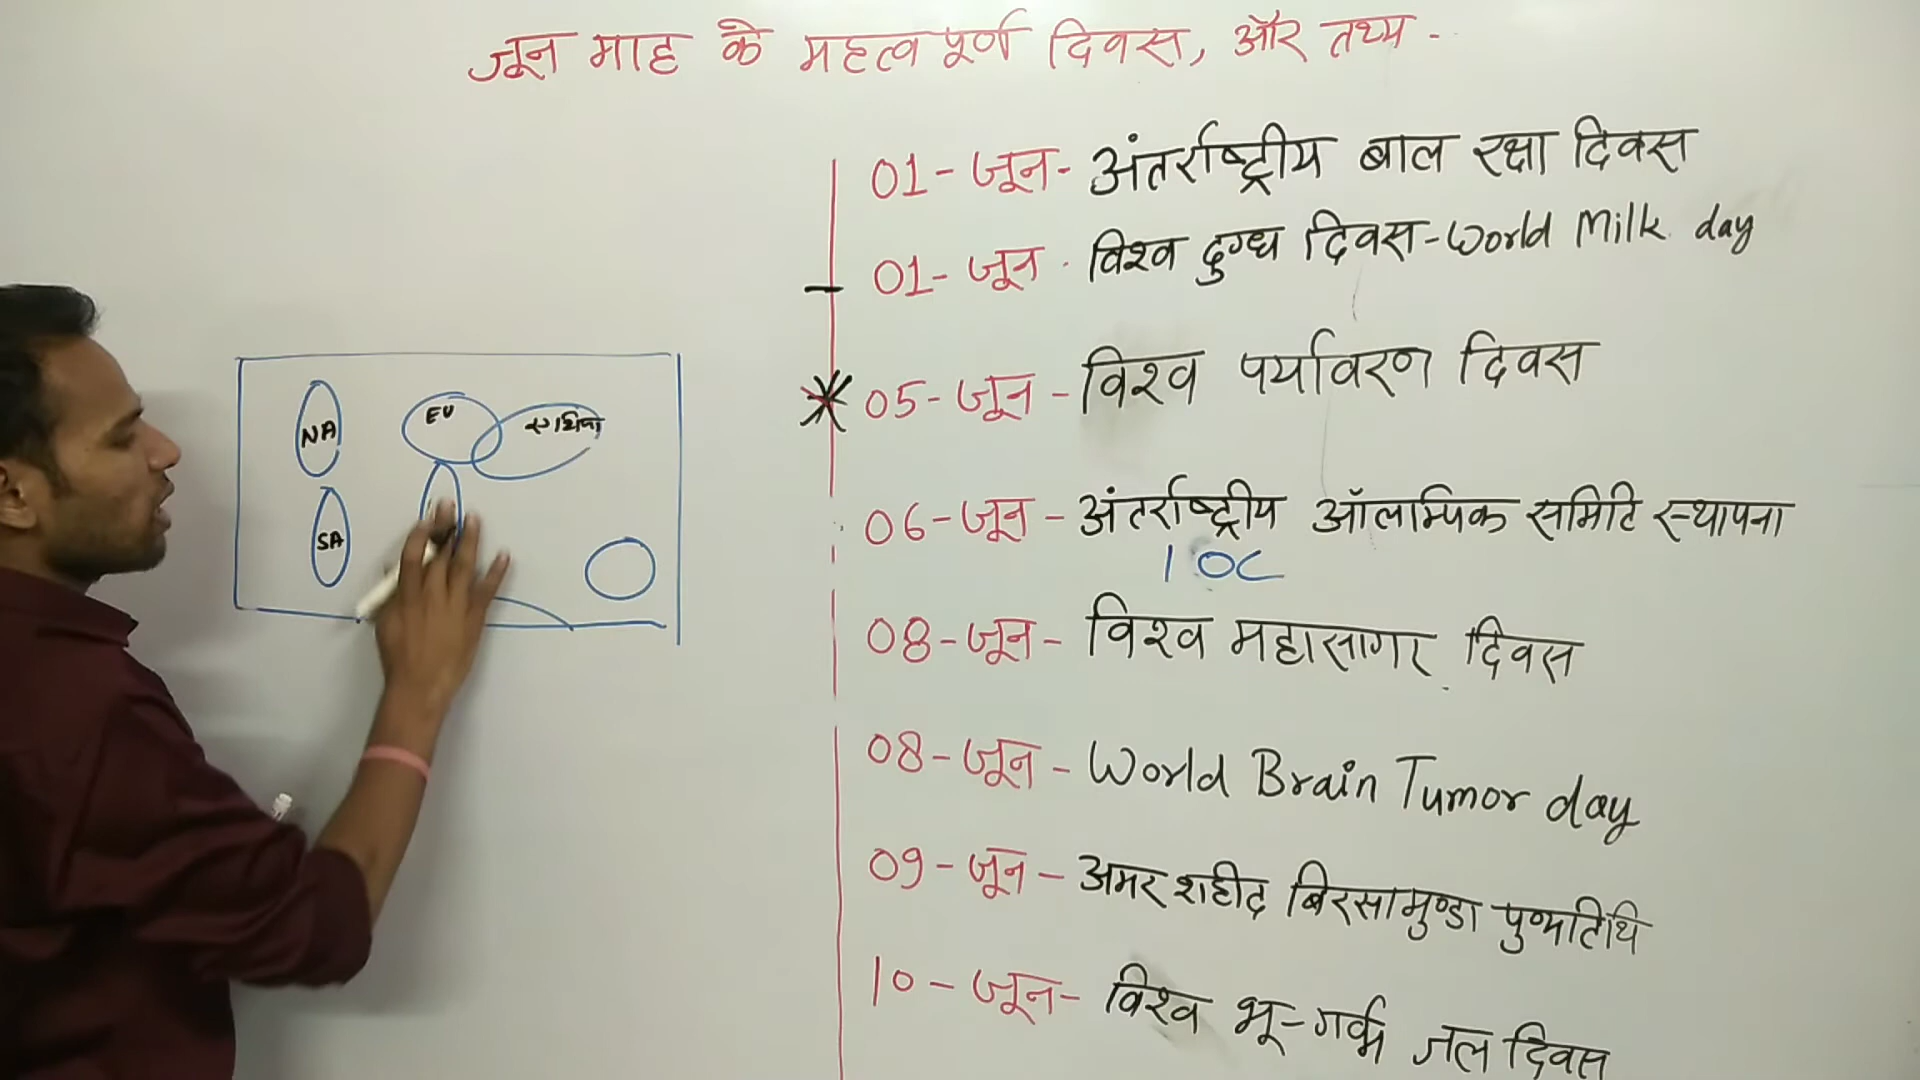 जून माह के महत्वपूर्ण दिवस, और तथ्य -
01 - जून - अंतर्राष्ट्रीय बाल रक्षा दिवस
01 - जून - विश्व दुग्ध दिवस - World Milk day
05 - जून - विश्व पर्यावरण दिवस
06 - जून - अंतर्राष्ट्रीय ऑलम्पिक समिति स्थापना
IOC
08 - जून - विश्व महासागर दिवस
08 - जून - World Brain Tumor day
09 - जून - अमर शहीद बिरसामुण्डा पुण्यतिथि
10 - जून - विश्व भू-गर्भ जल दिवस
NA
EU
एशिया
SA